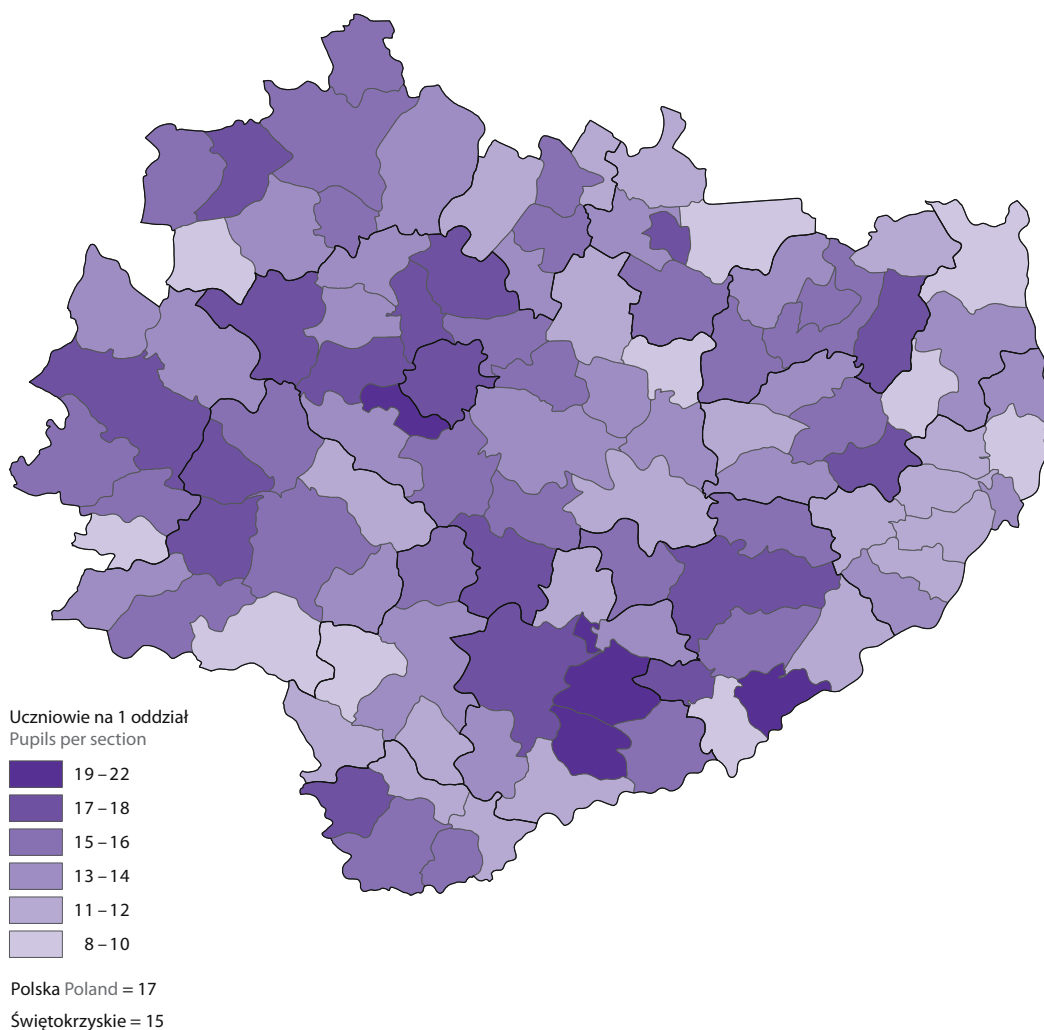 Uczniowie na 1 oddział
Pupils per section
19 – 22
17 – 18
15 – 16
13 – 14
11 – 12
8 – 10
Polska Poland = 17
Świętokrzyskie = 15